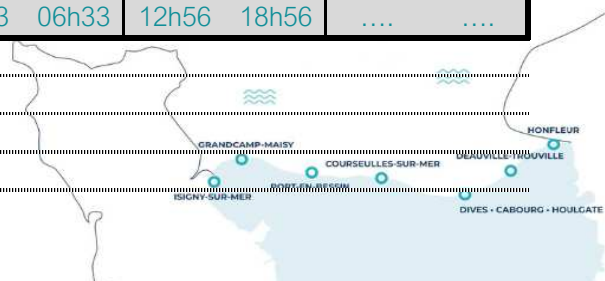 3 06h33 12h56 18h56 .... ....
HONFLEUR
GRANDCAMP-MAISY
DEAUVILLE-TROUVILLE
COURSEULLES-SUR-MER
PORT-EN-BESSIN
ISIGNY-SUR-MER
DIVES • CABOURG • HOULGATE